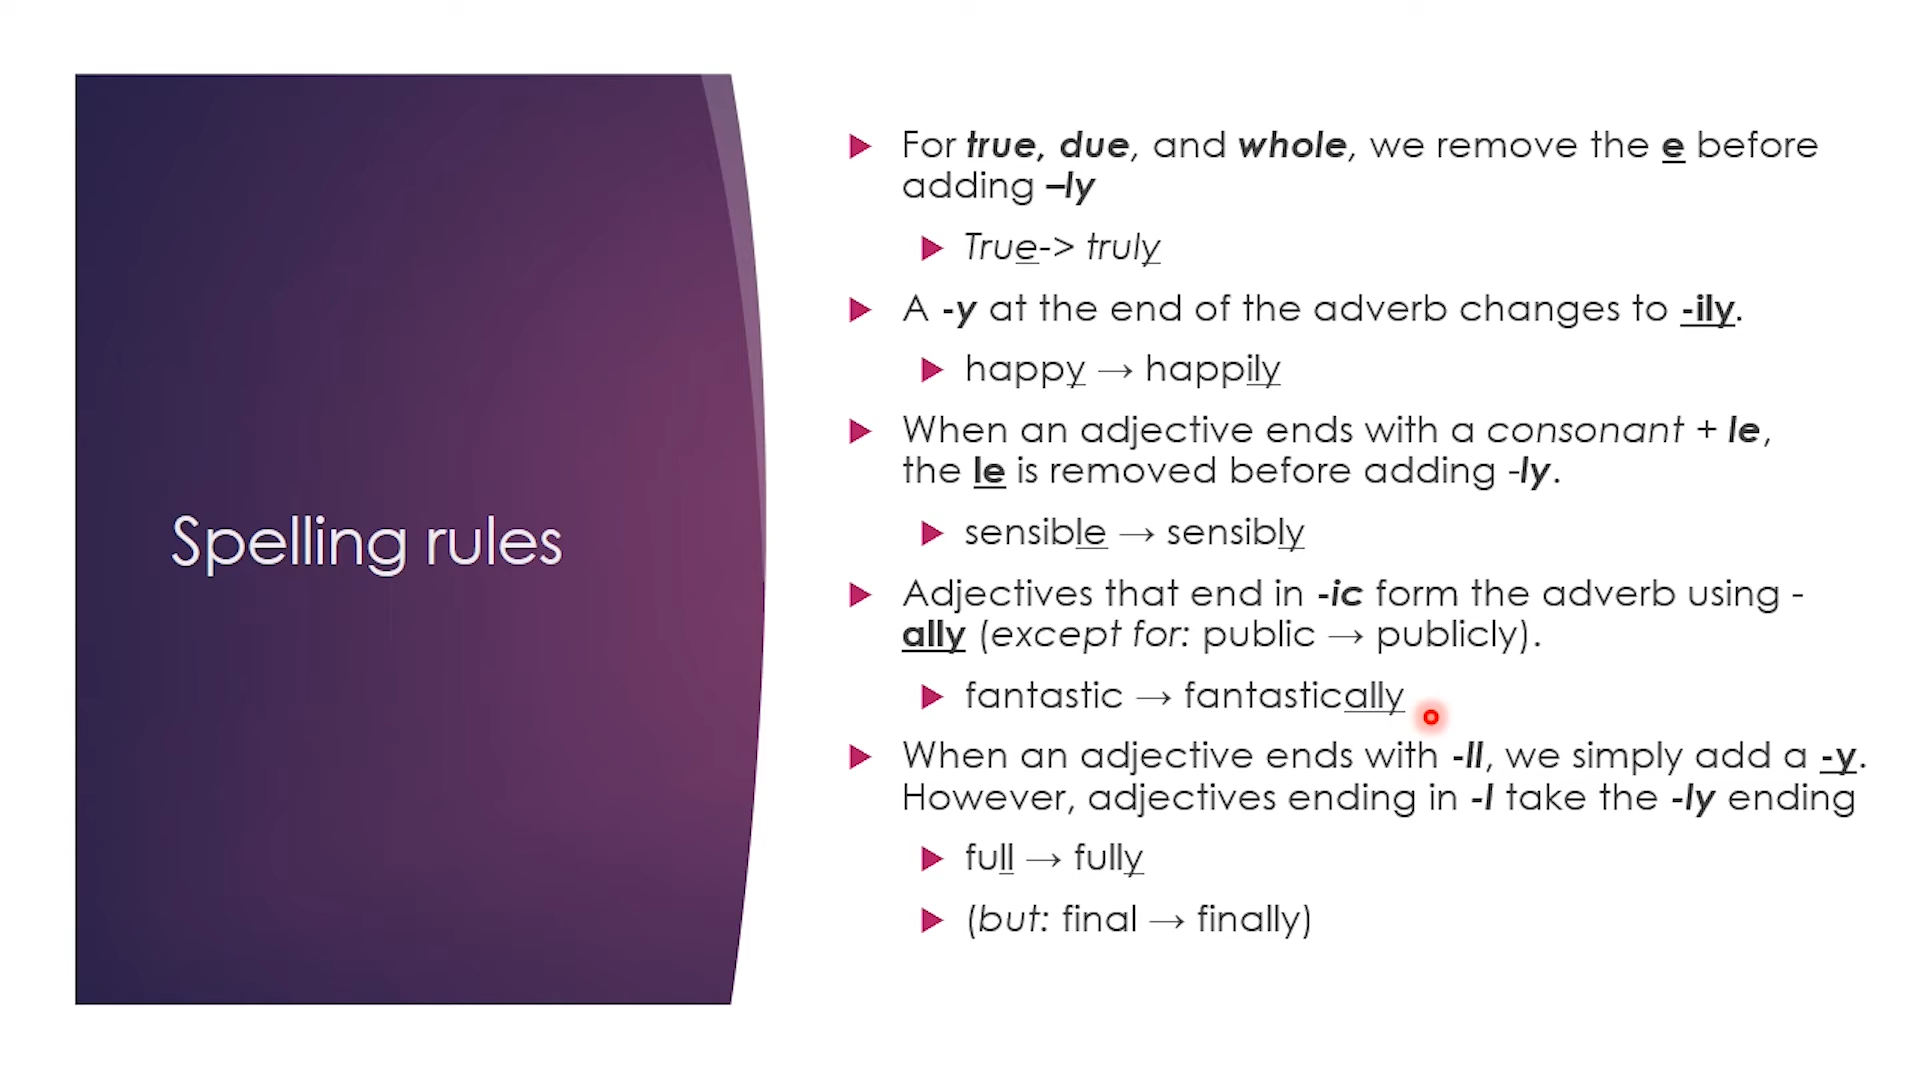 Spelling rules
For true, due, and whole, we remove the e before
adding –ly
True-> truly
A -y at the end of the adverb changes to -ily.
happy → happily
When an adjective ends with a consonant + le,
the le is removed before adding -ly.
sensible → sensibly
Adjectives that end in -ic form the adverb using -
ally (except for: public → publicly).
fantastic → fantastically
When an adjective ends with -ll, we simply add a -y.
However, adjectives ending in -l take the -ly ending
full → fully
(but: final → finally)